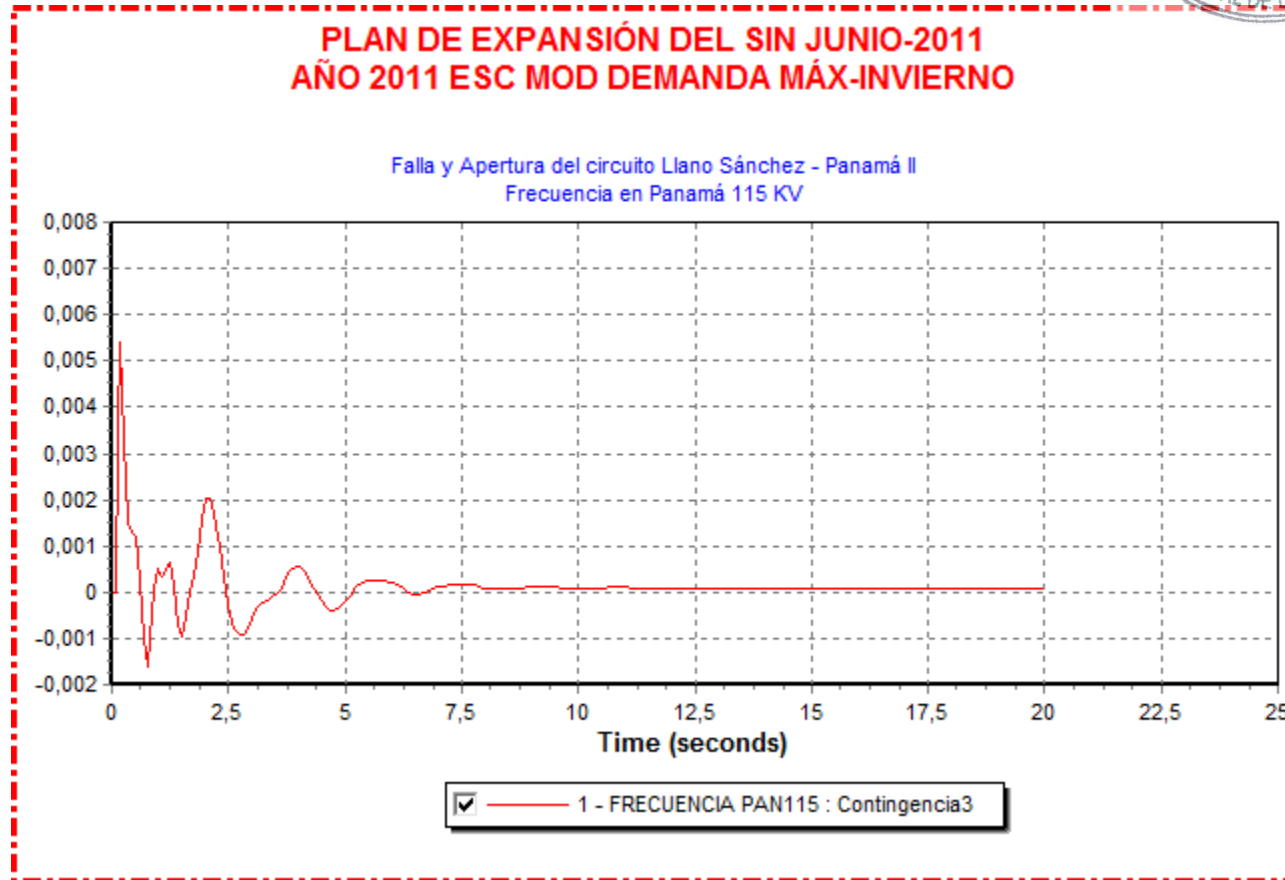 PLAN DE EXPANSIÓN DEL SIN JUNIO-2011
AÑO 2011 ESC MOD DEMANDA MÁX-INVIERNO
Falla y Apertura del circuito Llano Sánchez - Panamá II
Frecuencia en Panamá 115 KV
0,008
0,007
0,006
0,005
0,004
0,003
0,002
0,001
0
-0,001
-0,002
0 2,5 5 7,5 10 12,5 15 17,5 20 22,5 25
Time (seconds)
1 - FRECUENCIA PAN115 : Contingencia3